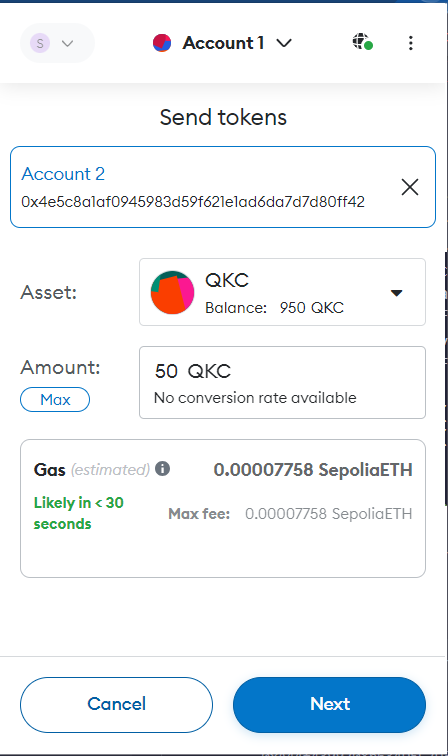 S
Account 1
Send tokens
Account 2
0x4e5c8a1af0945983d59f621e1ad6da7d7d80ff42
Asset:
QKC
Balance: 950 QKC
Amount:
Max
50 QKC
No conversion rate available
Gas (estimated) 0.00007758 SepoliaETH
Likely in < 30
seconds
Max fee: 0.00007758 SepoliaETH
Cancel
Next